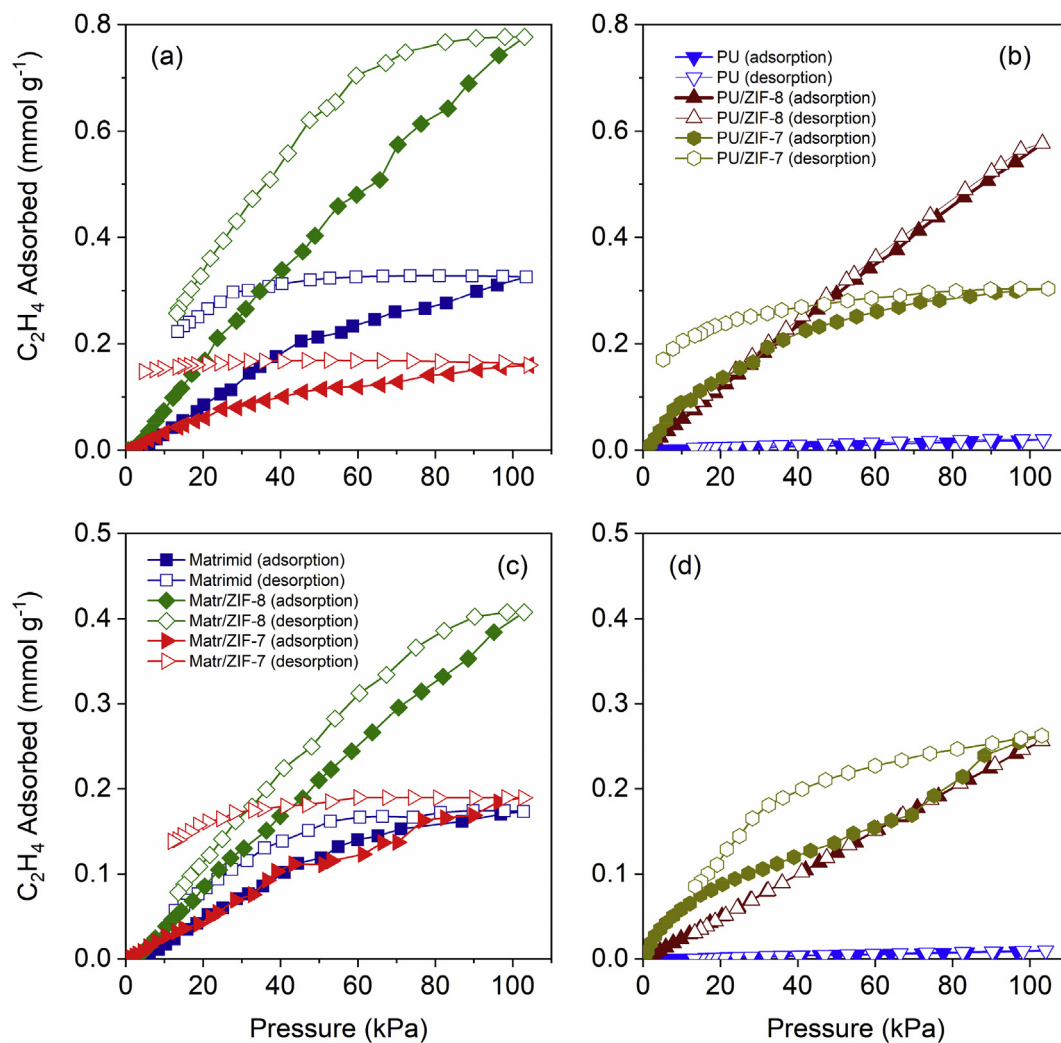 (a)
0.8
0.6
0.4
0.2
0.0
C₂H₄ Adsorbed (mmol g⁻¹)
0 20 40 60 80 100
(b)
PU (adsorption)
PU (desorption)
PU/ZIF-8 (adsorption)
PU/ZIF-8 (desorption)
PU/ZIF-7 (adsorption)
PU/ZIF-7 (desorption)
0.8
0.6
0.4
0.2
0.0
0 20 40 60 80 100
(c)
Matrimid (adsorption)
Matrimid (desorption)
Matr/ZIF-8 (adsorption)
Matr/ZIF-8 (desorption)
Matr/ZIF-7 (adsorption)
Matr/ZIF-7 (desorption)
0.5
0.4
0.3
0.2
0.1
0.0
C₂H₄ Adsorbed (mmol g⁻¹)
0 20 40 60 80 100
Pressure (kPa)
(d)
0.5
0.4
0.3
0.2
0.1
0.0
0 20 40 60 80 100
Pressure (kPa)